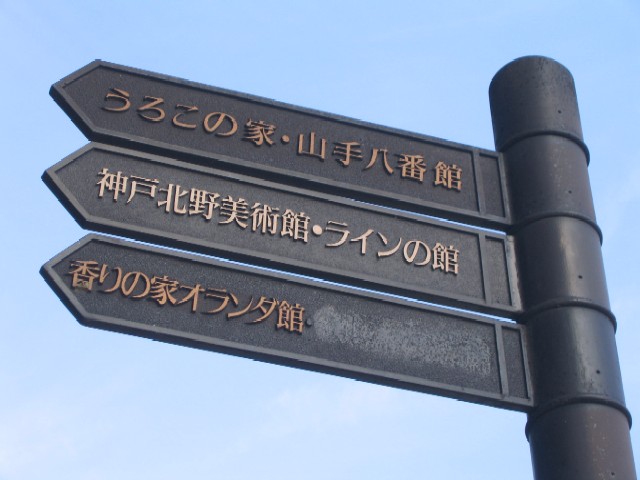 うろこの家・山手八番館
神戸北野美術館・ラインの館
香りの家オランダ館・